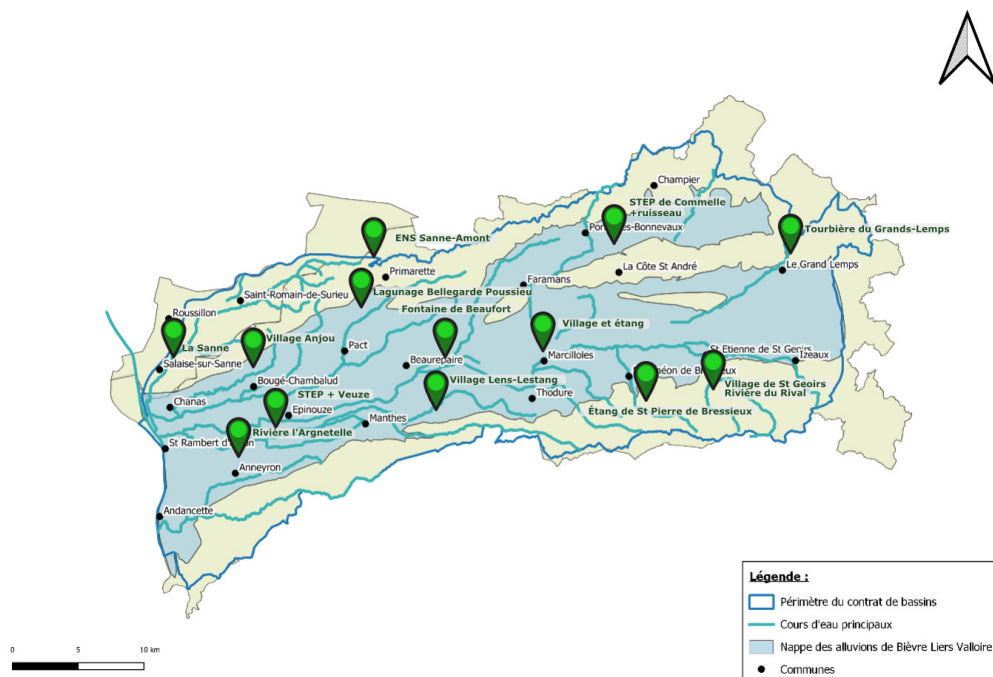 Champier
STEP de Commelle
+ruisseau
Tourbière du Grands-Lemps
ENS Sanne-Amont
La Côte St André
Le Grand Lemps
Primarette
Lagunage Bellegarde Poussieu
Faramans
Saint-Romain-de-Surieu
Fontaine de Beaufort
Roussillon
Village et étang
La Sanne
Village Anjou
Pact
St Etienne de St Geoirs
Marcilloles
Izeaux
Salaise-sur-Sanne
Beaurepaire
Village Lens-Lestang
Village de St Geoirs
Rivière du Rival
Bougé-Chambalud
STEP + Veuze
Thodure
Étang de St Pierre de Bressieux
Chanas
Epinouze
Manthes
Rivière l'Argnetelle
St Rambert
Anneyron
Andancette
Légende :
Périmètre du contrat de bassins
Cours d'eau principaux
Nappe des alluvions de Bièvre Liers Valloire
Communes
0 5 10 km